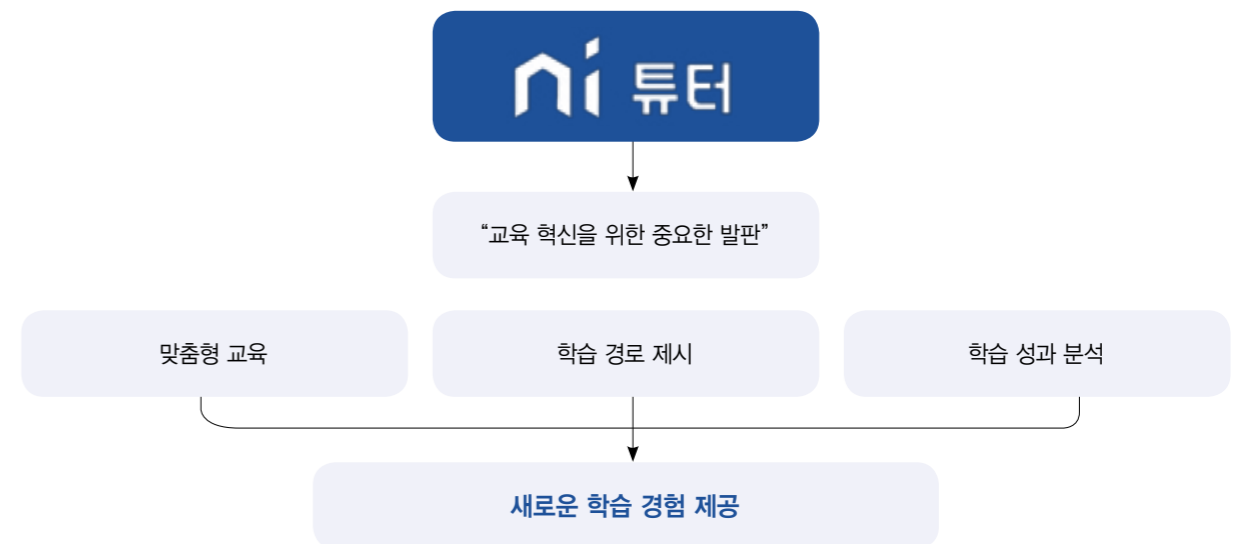 ni 튜터
“교육 혁신을 위한 중요한 발판”
맞춤형 교육
학습 경로 제시
학습 성과 분석
새로운 학습 경험 제공